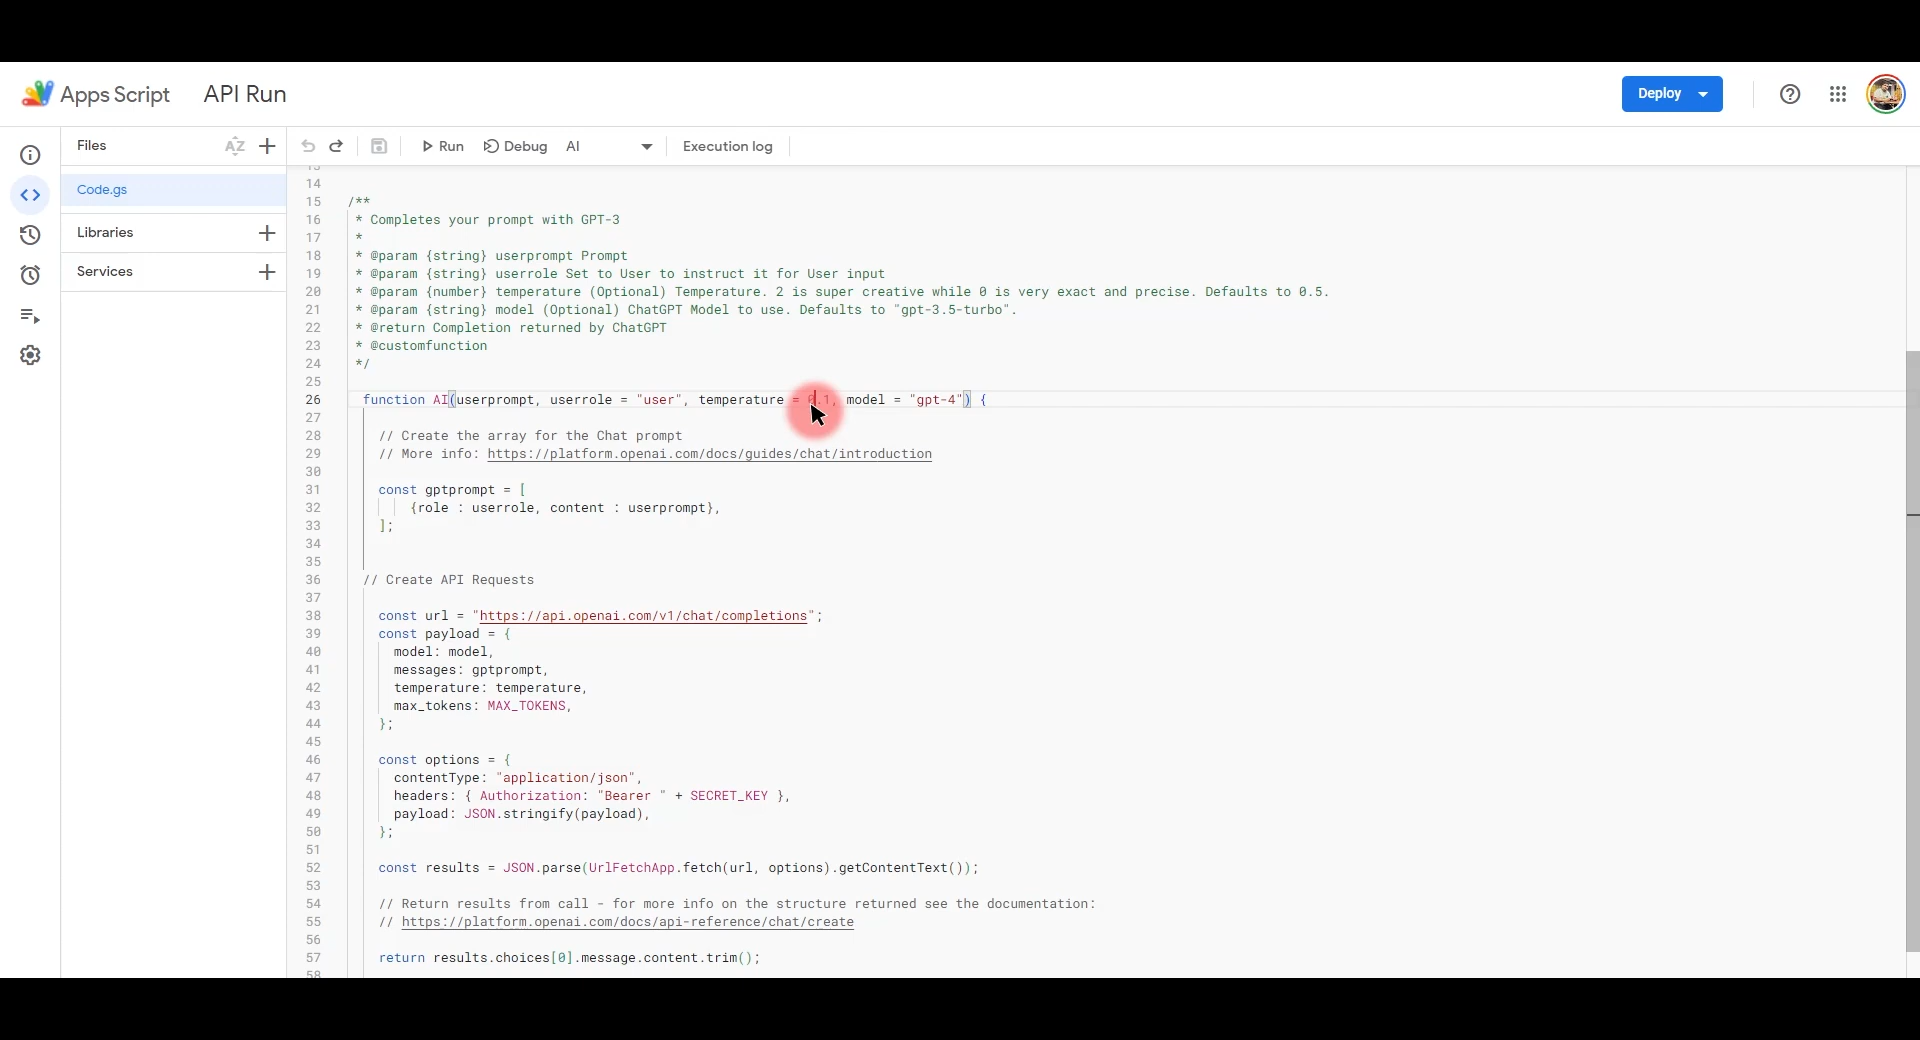 Apps Script
API Run
Deploy
Files
AZ
Run
Debug
AI
Execution log
Code.gs
Libraries
Services
14
15 /**
16 * Completes your prompt with GPT-3
17 *
18 * @param {string} userprompt Prompt
19 * @param {string} userrole Set to User to instruct it for User input
20 * @param {number} temperature (Optional) Temperature. 2 is super creative while 0 is very exact and precise. Defaults to 0.5.
21 * @param {string} model (Optional) ChatGPT Model to use. Defaults to "gpt-3.5-turbo".
22 * @return Completion returned by ChatGPT
23 * @customfunction
24 */
25
26 function AI(userprompt, userrole = "user", temperature = 0.1, model = "gpt-4") {
27
28 // Create the array for the Chat prompt
29 // More info: https://platform.openai.com/docs/guides/chat/introduction
30
31 const gptprompt = [
32 {role : userrole, content : userprompt},
33 ];
34
35
36 // Create API Requests
37
38 const url = "https://api.openai.com/v1/chat/completions";
39 const payload = {
40 model: model,
41 messages: gptprompt,
42 temperature: temperature,
43 max_tokens: MAX_TOKENS,
44 };
45
46 const options = {
47 contentType: "application/json",
48 headers: { Authorization: "Bearer " + SECRET_KEY },
49 payload: JSON.stringify(payload),
50 };
51
52 const results = JSON.parse(UrlFetchApp.fetch(url, options).getContentText());
53
54 // Return results from call - for more info on the structure returned see the documentation:
55 // https://platform.openai.com/docs/api-reference/chat/create
56
57 return results.choices[0].message.content.trim();
58